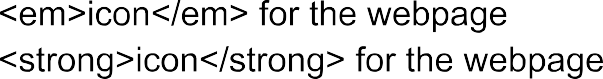 <em>icon</em> for the webpage
<strong>icon</strong> for the webpage